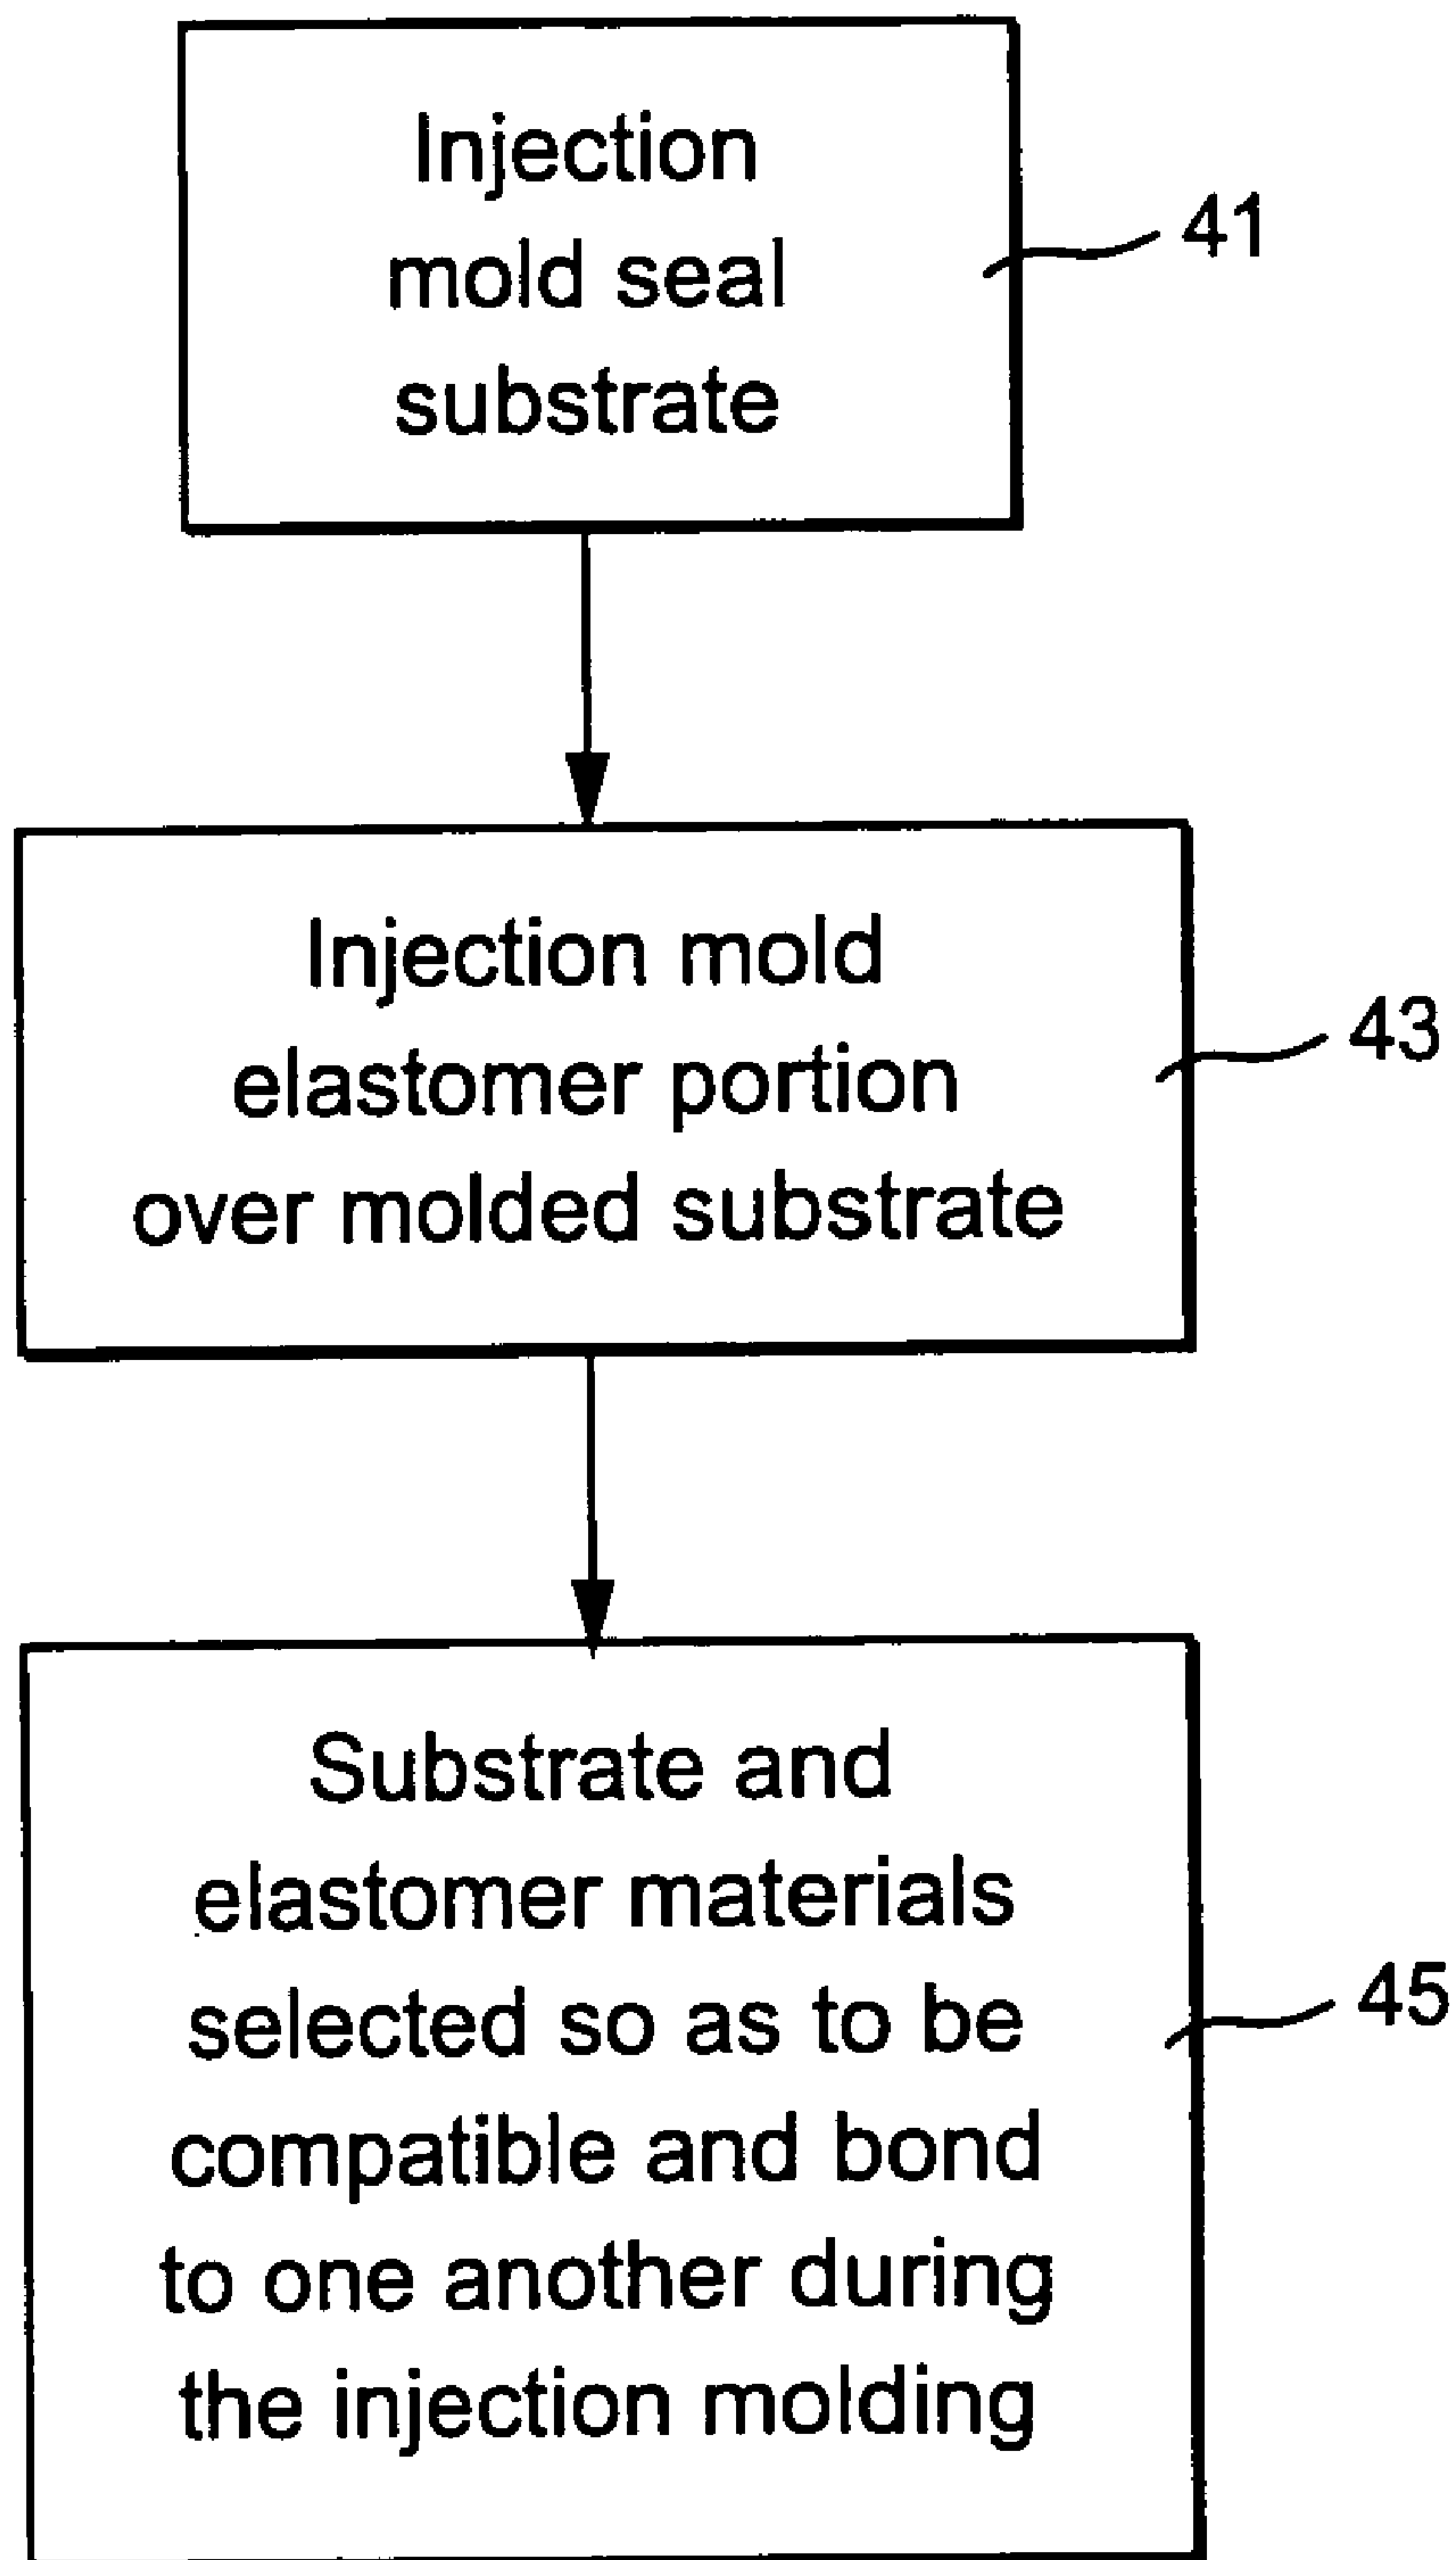 Injection
mold seal
substrate
41
Injection mold
elastomer portion
over molded substrate
43
Substrate and
elastomer materials
selected so as to be
compatible and bond
to one another during
the injection molding
45